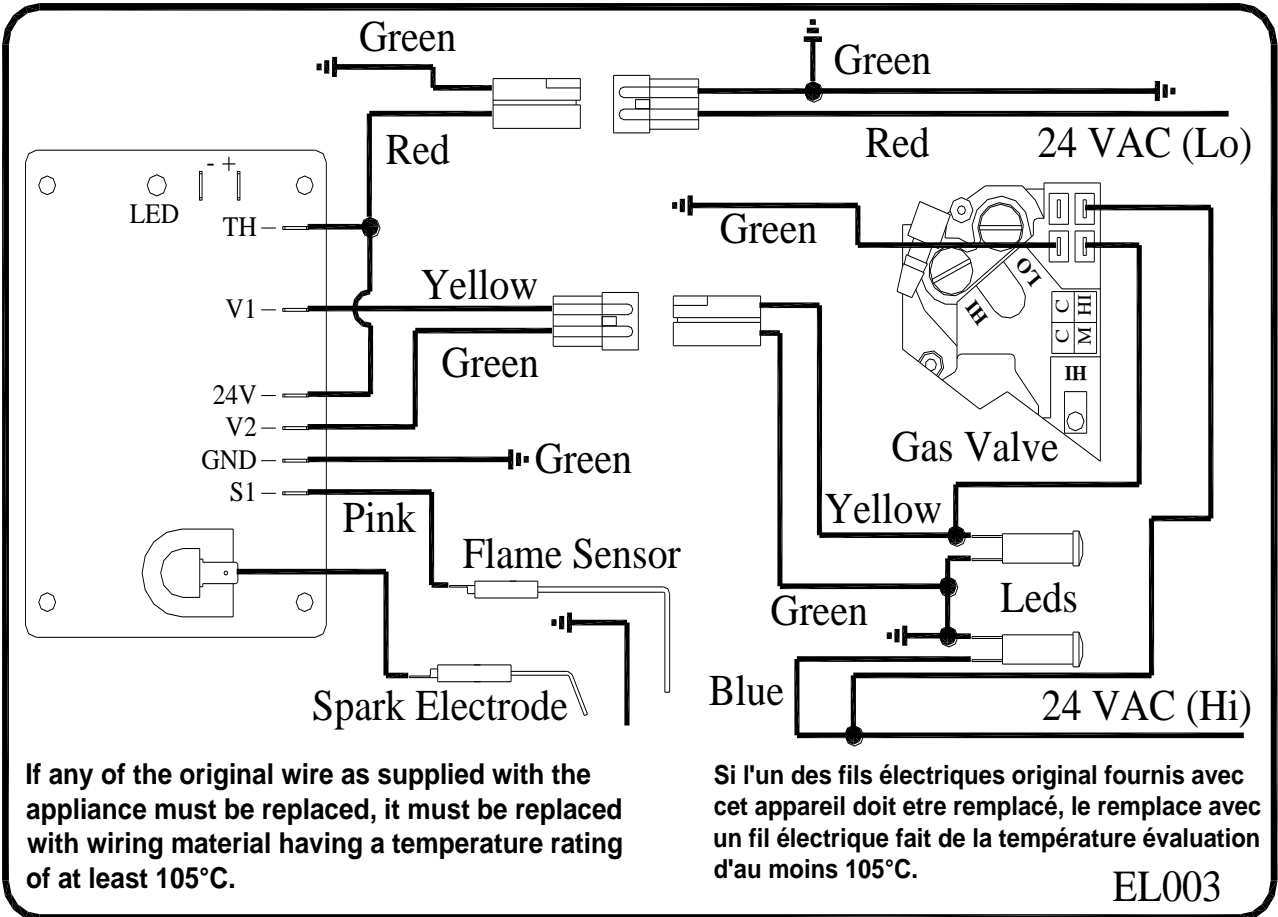 Green
Green
Red
Red
24 VAC (Lo)
- +
LED
TH
Green
LO
HI
V1
Yellow
Green
C HI
C M
HI
24V
V2
GND
Green
Gas Valve
S1
Pink
Yellow
Flame Sensor
Leds
Green
Spark Electrode
Blue
24 VAC (Hi)
If any of the original wire as supplied with the
appliance must be replaced, it must be replaced
with wiring material having a temperature rating
of at least 105°C.
Si l'un des fils électriques original fournis avec
cet appareil doit etre remplacé, le remplace avec
un fil électrique fait de la température évaluation
d'au moins 105°C.
EL003